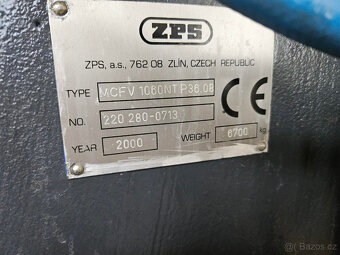 ZPS
ZPS, a.s., 762 08 ZLÍN, CZECH REPUBLIC
TYPE MCFV 1060NT P36.08 CE
NO. 220 280-0713
YEAR 2000 WEIGHT 6700 kg
Bazos.cz